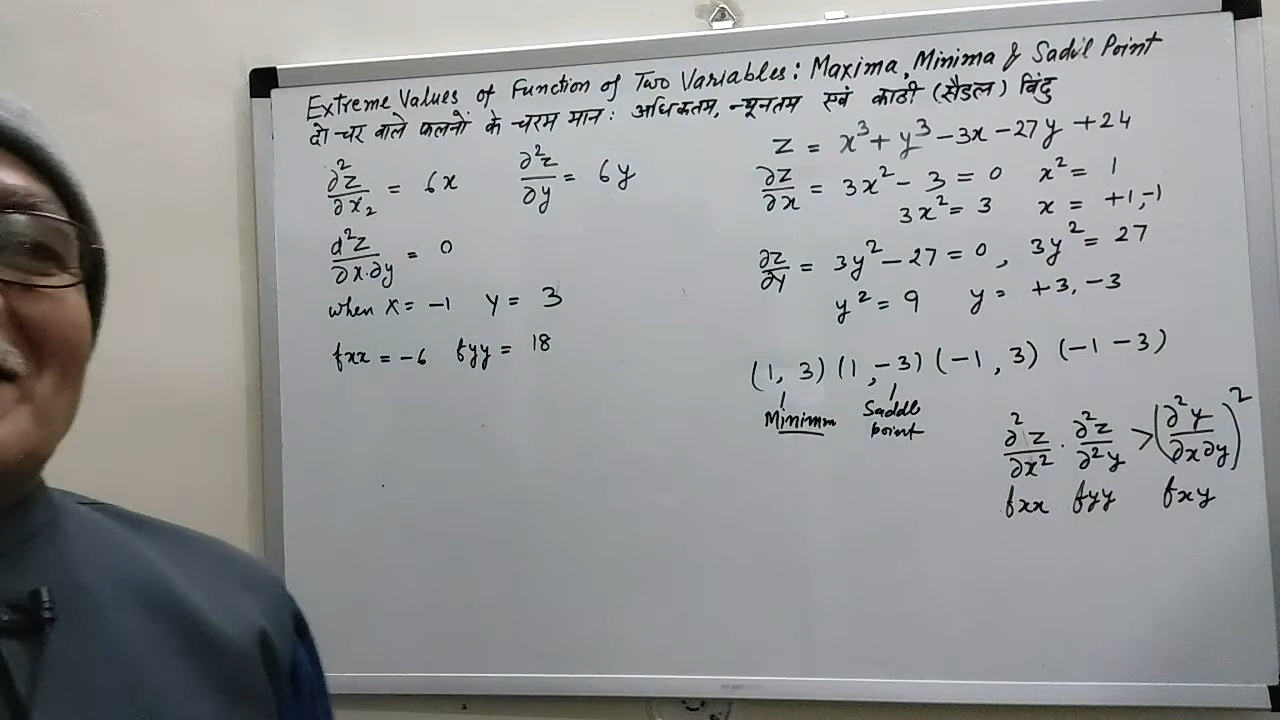 Extreme Values of Function of Two Variables: Maxima, Minima & Sadil Point
दो चर वाले फलनों के चरम मान: अधिकतम, न्यूनतम एवं काठी (सैडल) बिंदु
∂²z/∂x₂ = 6x ∂²z/∂y = 6y
d²z/∂x.∂y = 0
when x = -1 y = 3
fxx = -6 fyy = 18
z = x³ + y³ - 3x - 27y + 24
∂z/∂x = 3x² - 3 = 0 x² = 1
3x² = 3 x = +1, -1
∂z/∂y = 3y² - 27 = 0, 3y² = 27
y² = 9 y = +3, -3
(1, 3) (1, -3) (-1, 3) (-1 -3)
Minimm Saddl
point
∂²z/∂x² . ∂²z/∂²y > (∂²y/∂x∂y)²
fxx fyy fxy